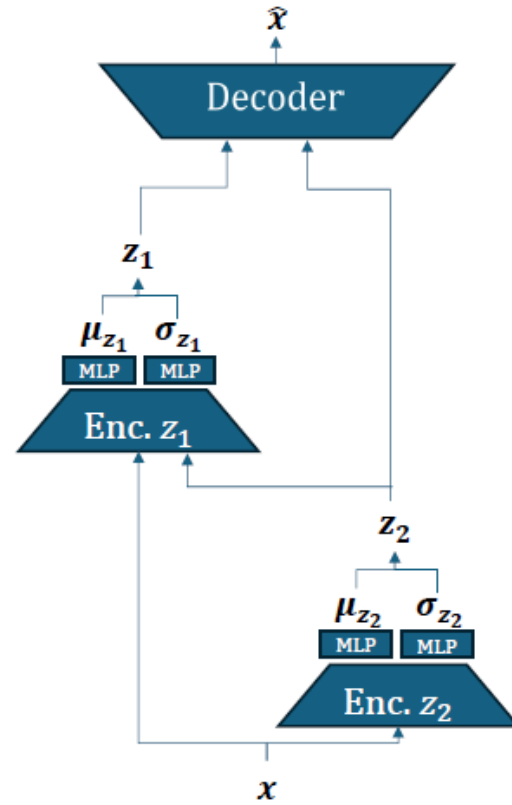 x̂
Decoder
z₁
μ_z₁ σ_z₁
MLP MLP
Enc. z₁
z₂
μ_z₂ σ_z₂
MLP MLP
Enc. z₂
x